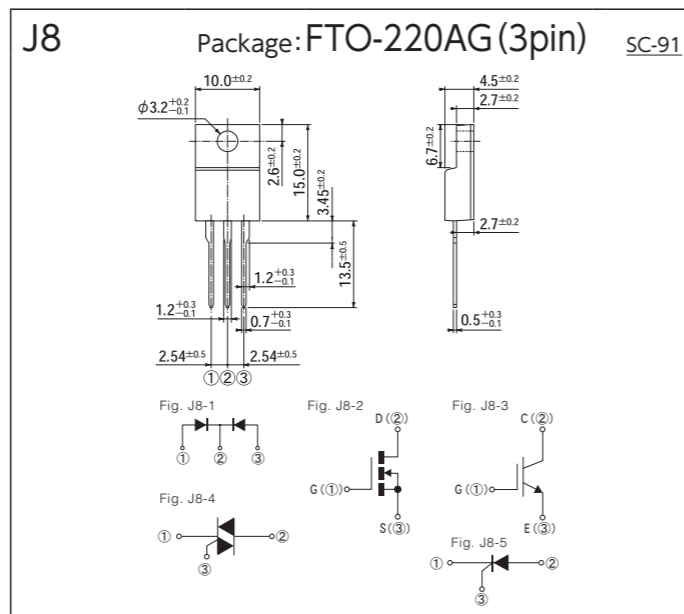 J8
Package: FTO-220AG (3pin)
SC-91
10.0±0.2
φ3.2+0.2−0.1
2.6±0.2
15.0±0.2
3.45±0.2
13.5±0.5
1.2+0.3−0.1
1.2+0.3−0.1
0.7+0.3−0.1
2.54±0.5
2.54±0.5
①②③
4.5±0.2
2.7±0.2
6.7±0.2
2.7±0.2
0.5+0.3−0.1
Fig. J8-1
① ② ③
Fig. J8-2
D(②)
G(①)
S(③)
Fig. J8-3
C(②)
G(①)
E(③)
Fig. J8-4
① ②
③
Fig. J8-5
① ②
③